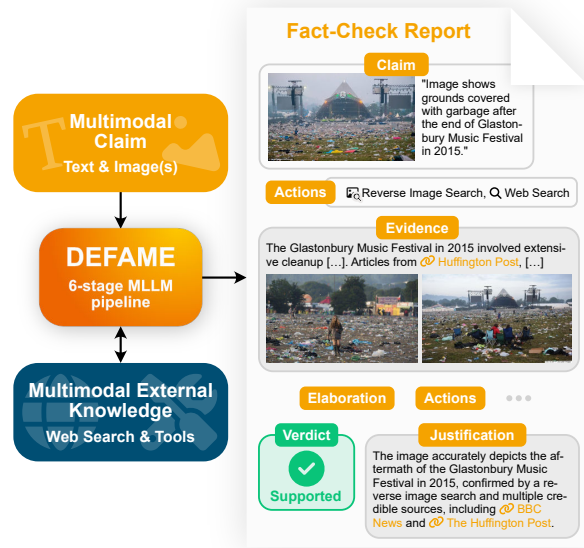 Fact-Check Report
Claim
"Image shows
grounds covered
with garbage after
the end of Glaston-
bury Music Festival
in 2015."
Multimodal
Claim
Text & Image(s)
Actions
Reverse Image Search, Web Search
DEFAME
6-stage MLLM
pipeline
Evidence
The Glastonbury Music Festival in 2015 involved extensi-
ve cleanup […]. Articles from Huffington Post, […]
Multimodal External
Knowledge
Web Search & Tools
Elaboration
Actions
Verdict
Supported
Justification
The image accurately depicts the af-
termath of the Glastonbury Music
Festival in 2015, confirmed by a re-
verse image search and multiple cre-
dible sources, including BBC
News and The Huffington Post.